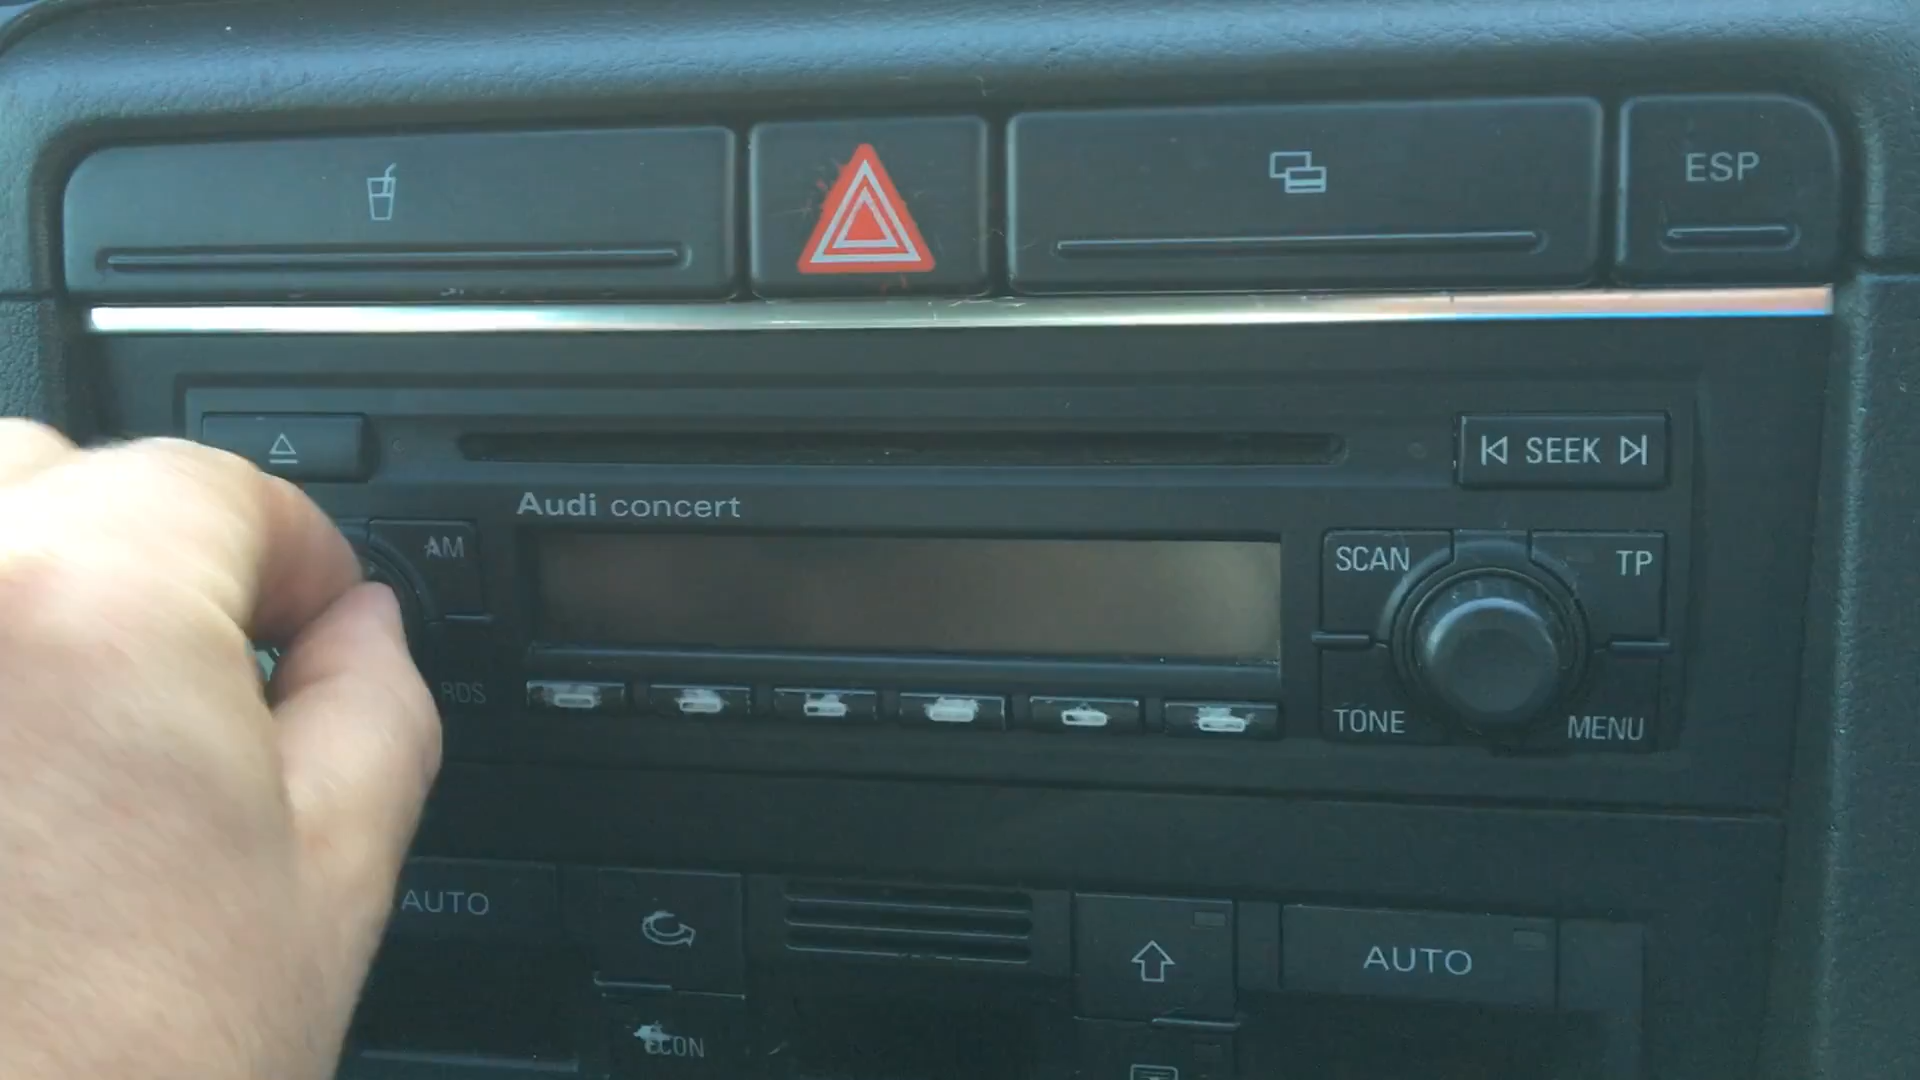 ESP
SEEK
Audi concert
AM
SCAN
TP
RDS
TONE
MENU
AUTO
AUTO
ECON